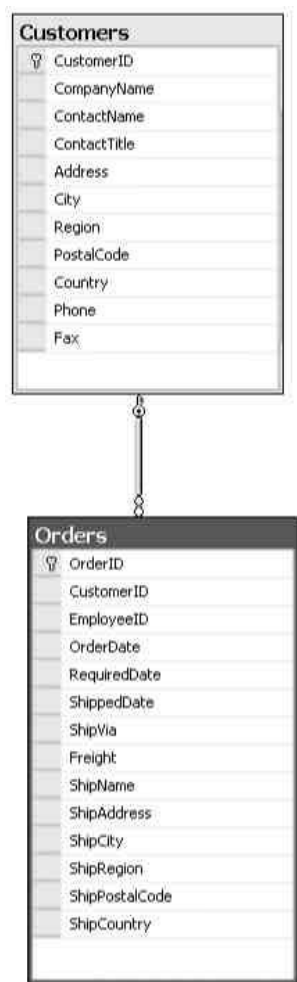 Customers
CustomerID
CompanyName
ContactName
ContactTitle
Address
City
Region
PostalCode
Country
Phone
Fax
Orders
OrderID
CustomerID
EmployeeID
OrderDate
RequiredDate
ShippedDate
ShipVia
Freight
ShipName
ShipAddress
ShipCity
ShipRegion
ShipPostalCode
ShipCountry